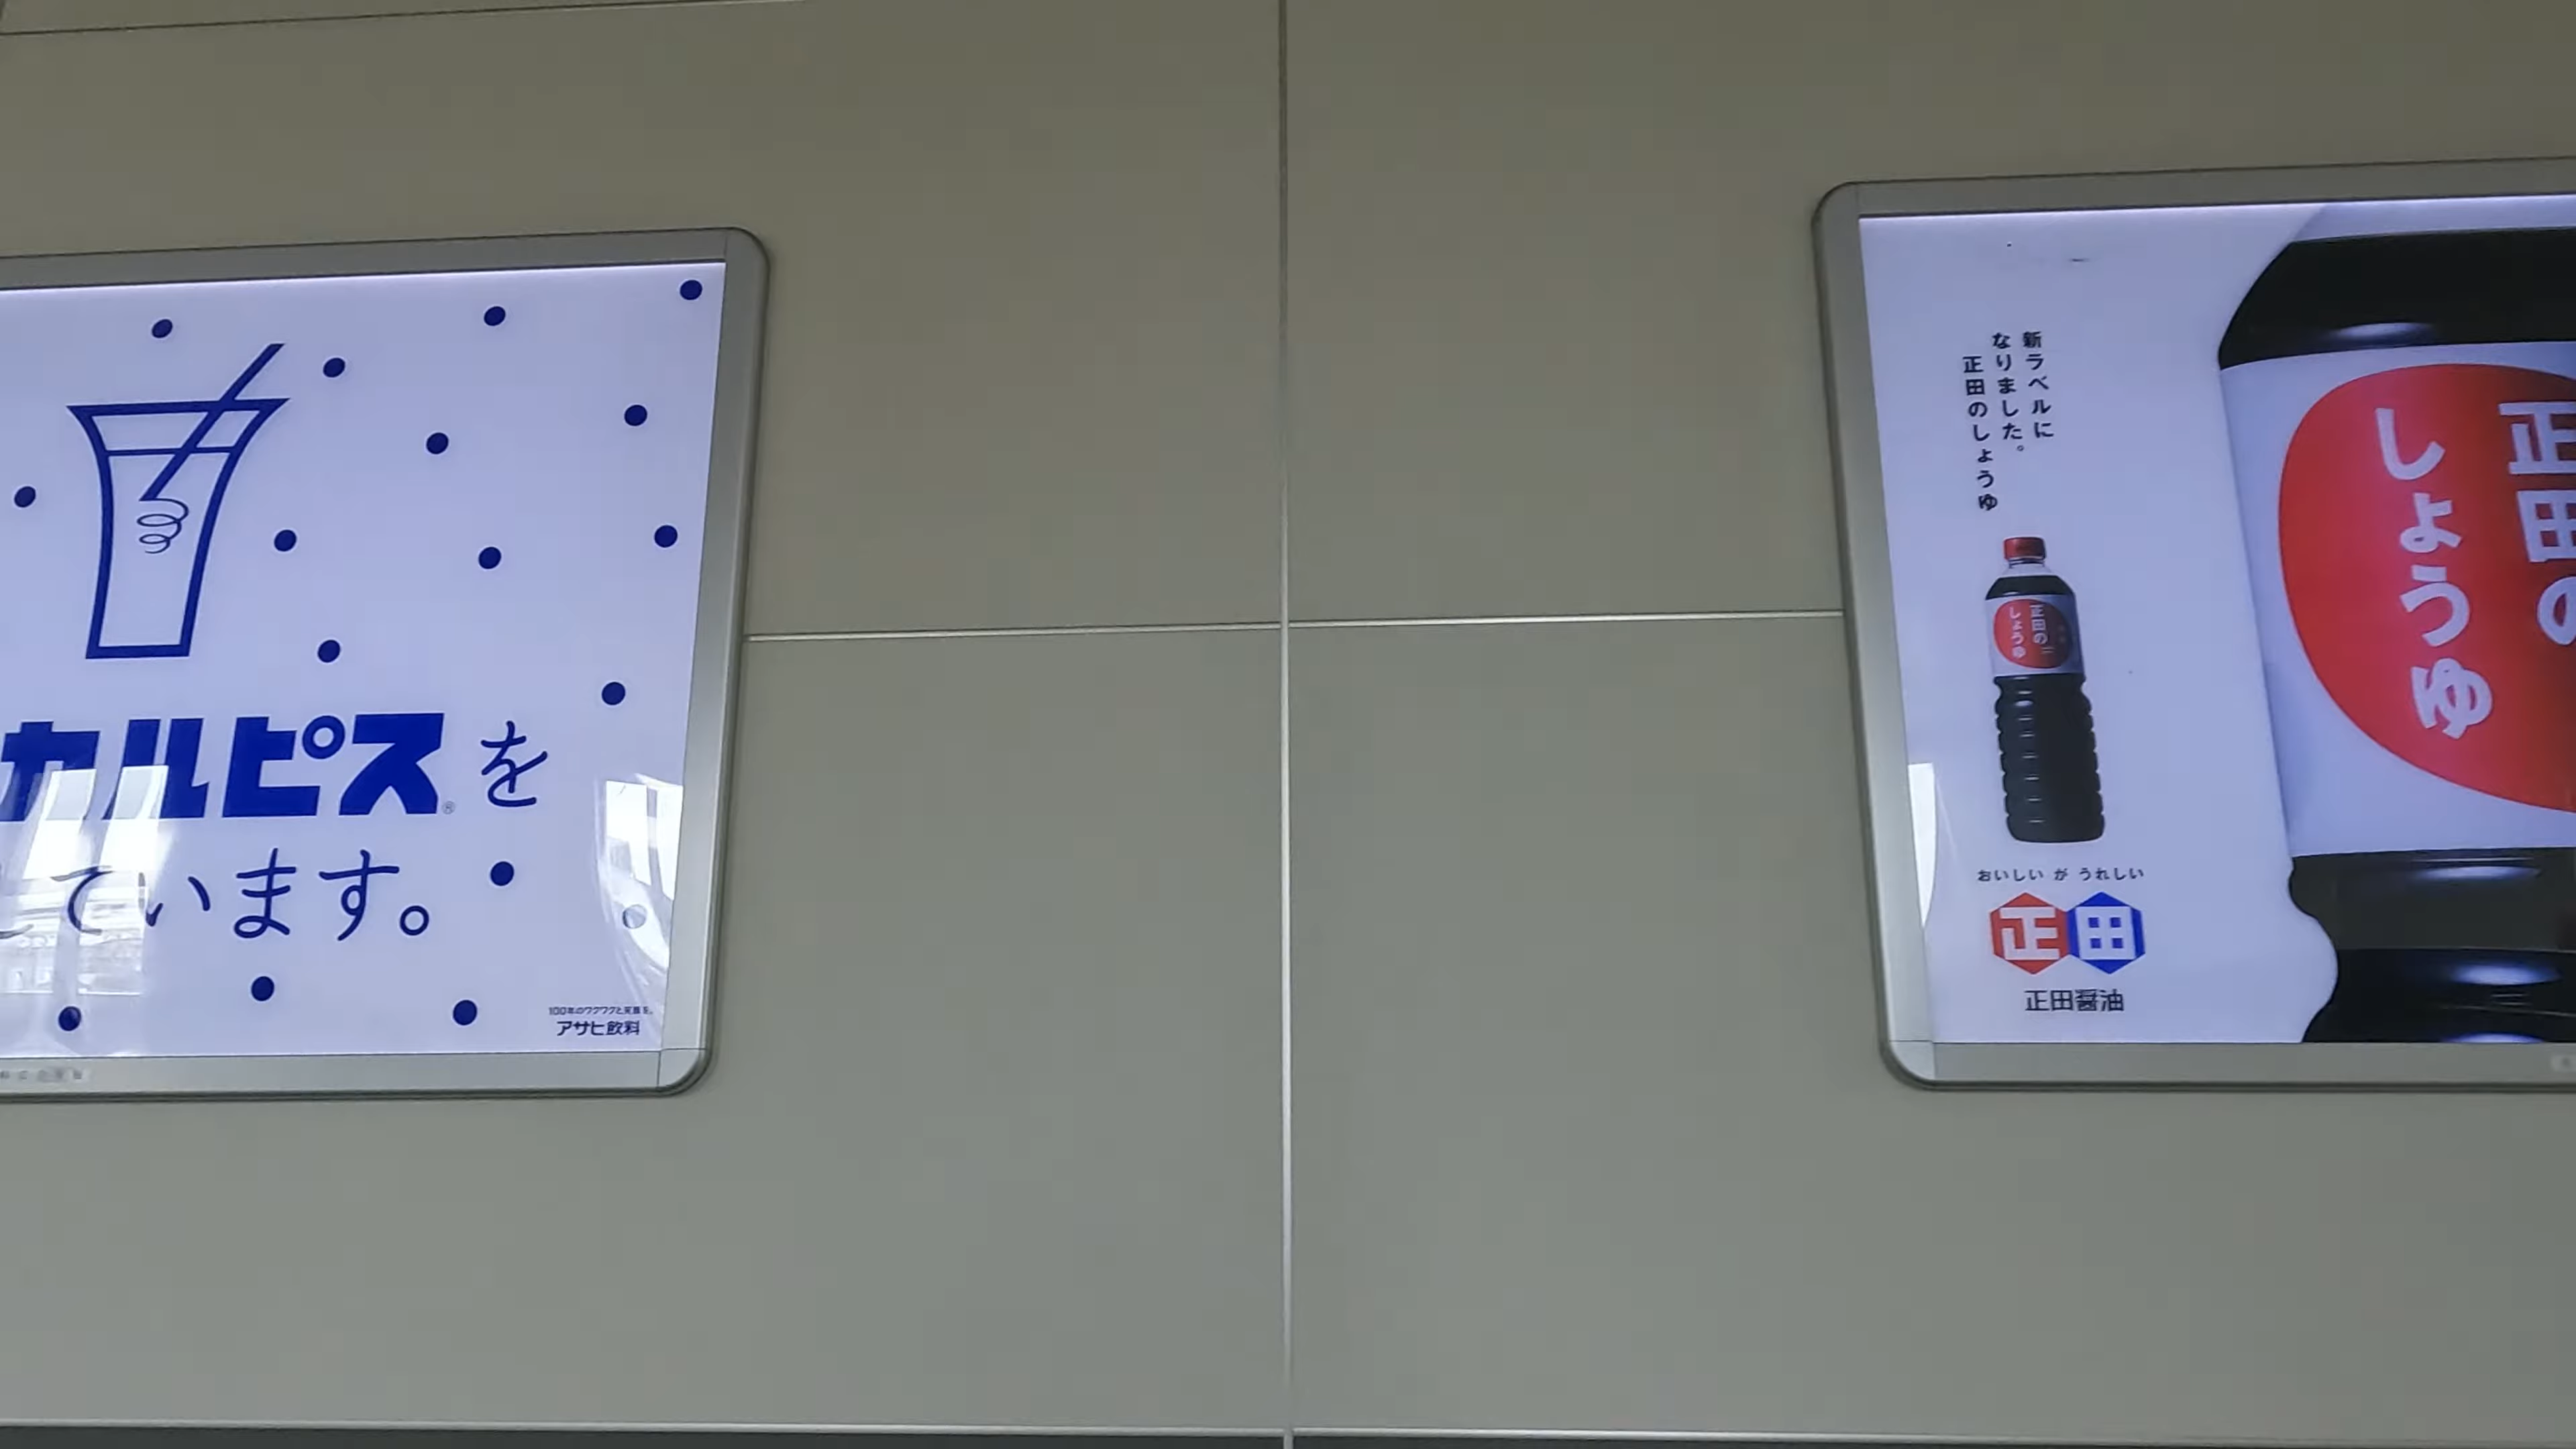 カルピス®を
ています。
100年のワクワクと笑顔を。
アサヒ飲料
新ラベルに
なりました。
正田のしょうゆ
正田の
しょうゆ
おいしい が うれしい
正田
正田醤油
正田の
しょうゆ